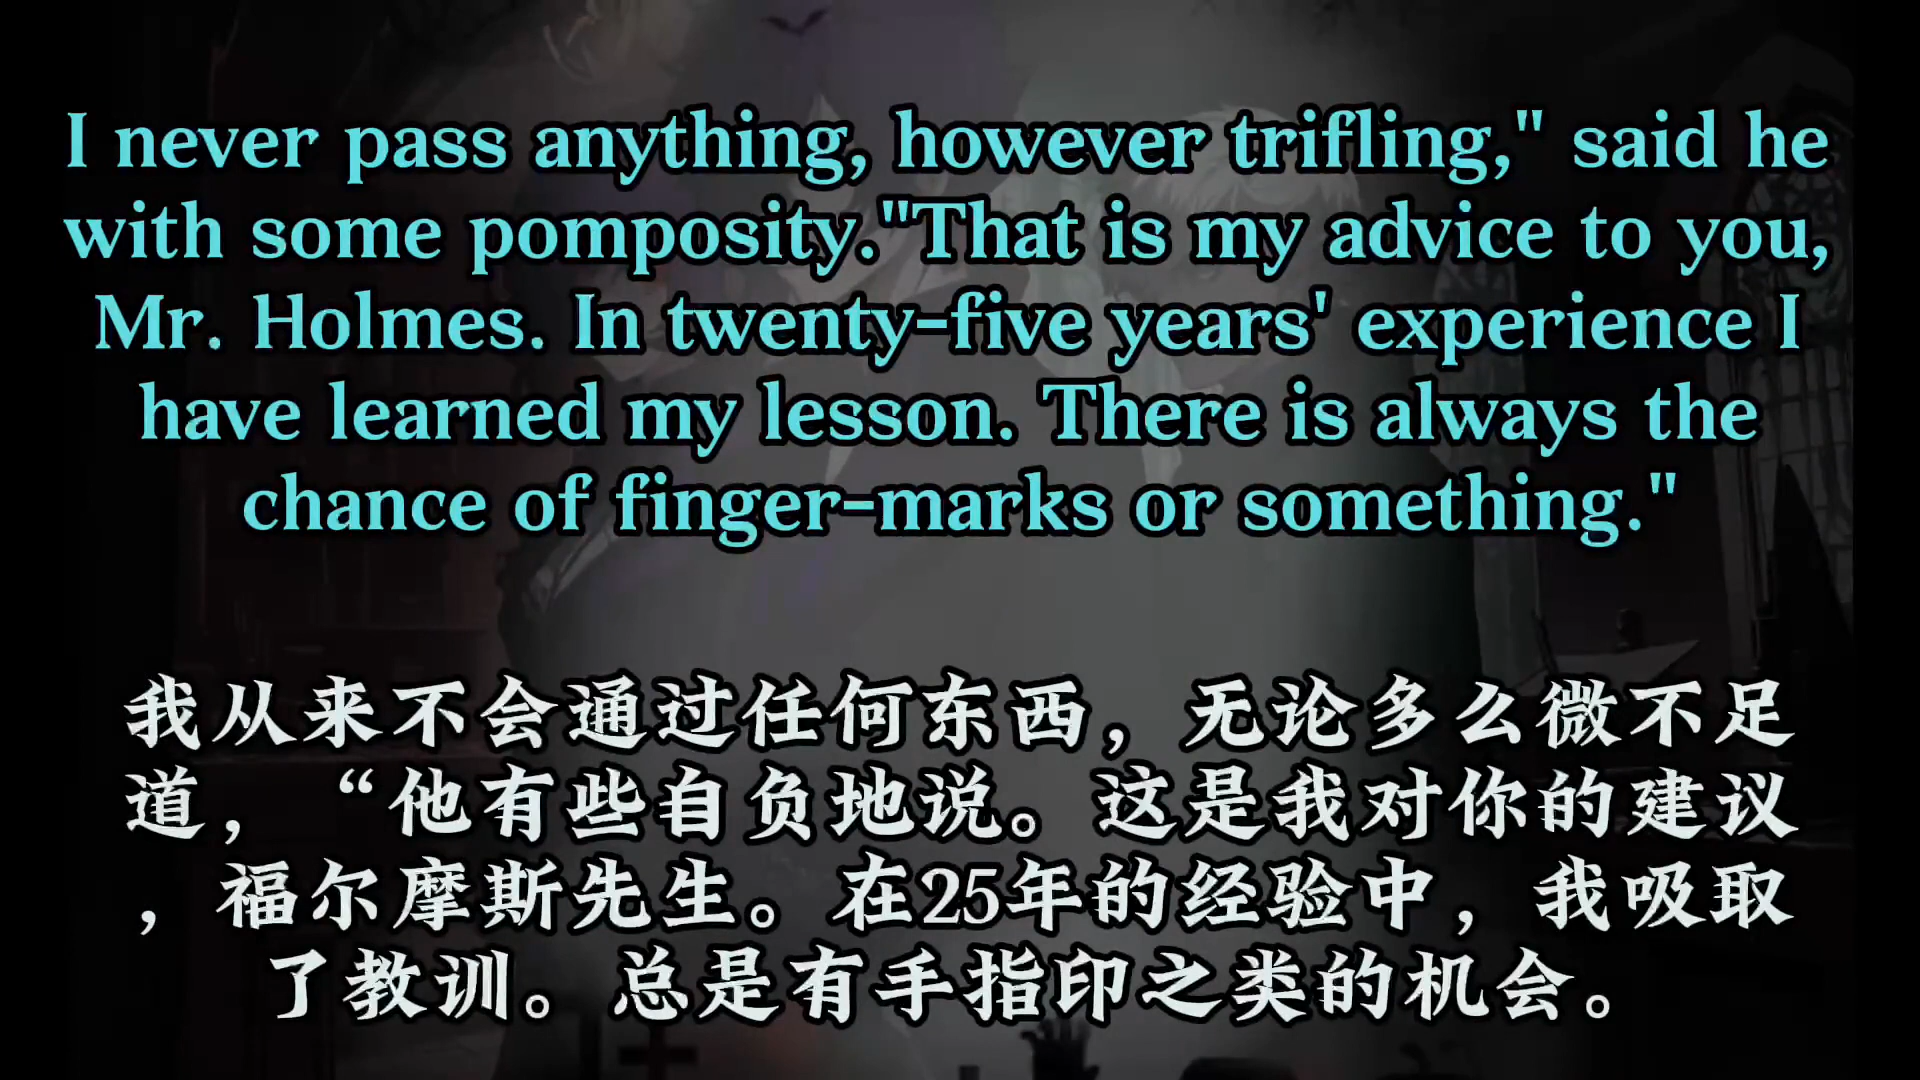 I never pass anything, however trifling," said he
with some pomposity."That is my advice to you,
Mr. Holmes. In twenty-five years' experience I
have learned my lesson. There is always the
chance of finger-marks or something."
我从来不会通过任何东西，无论多么微不足
道，“他有些自负地说。这是我对你的建议
，福尔摩斯先生。在25年的经验中，我吸取
了教训。总是有手指印之类的机会。